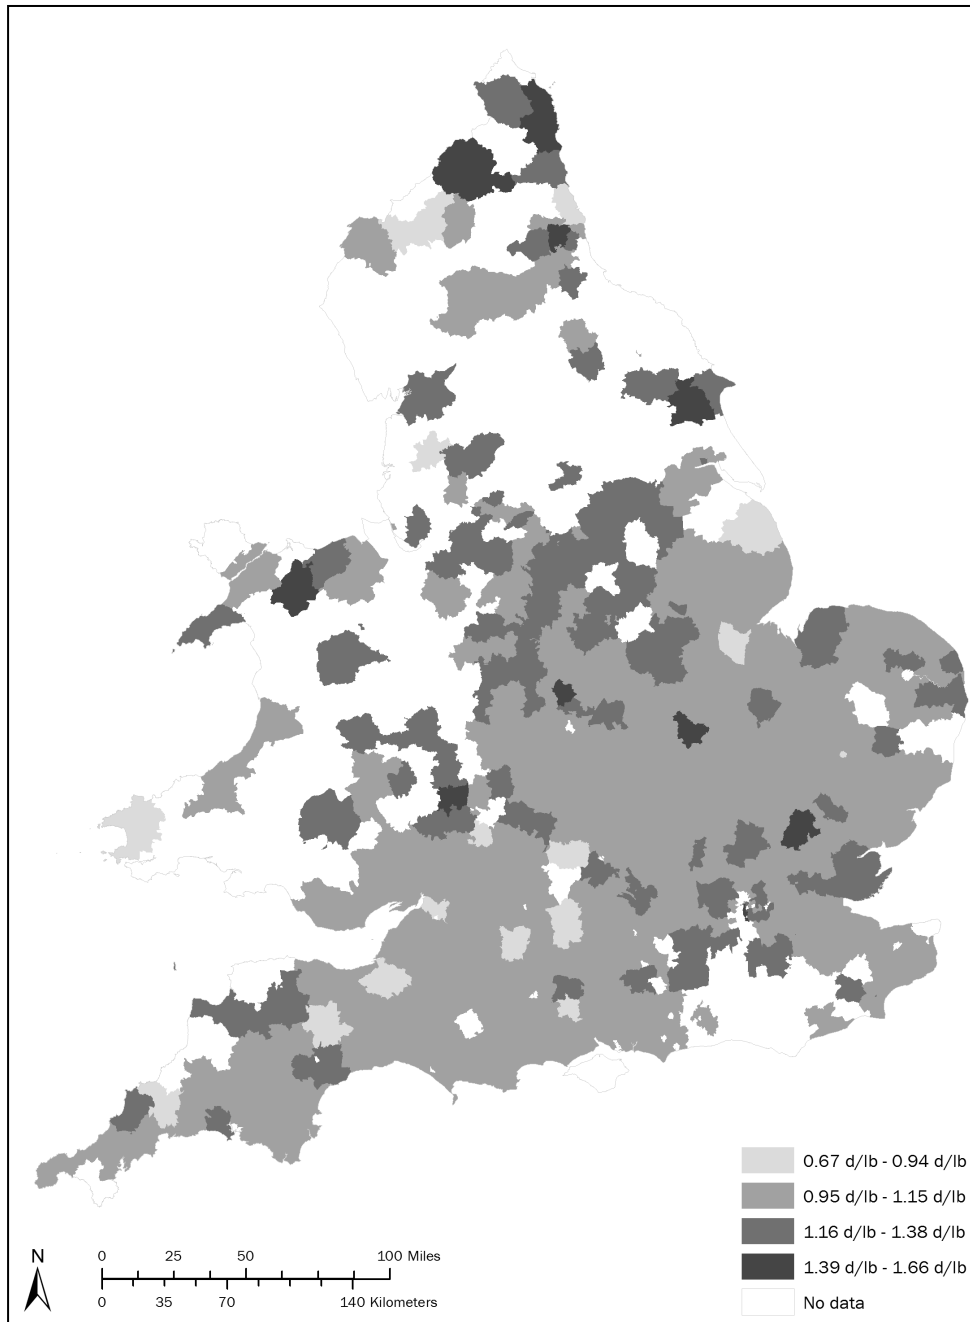 0.67 d/lb - 0.94 d/lb
0.95 d/lb - 1.15 d/lb
1.16 d/lb - 1.38 d/lb
1.39 d/lb - 1.66 d/lb
No data
N
0 25 50 100 Miles
0 35 70 140 Kilometers